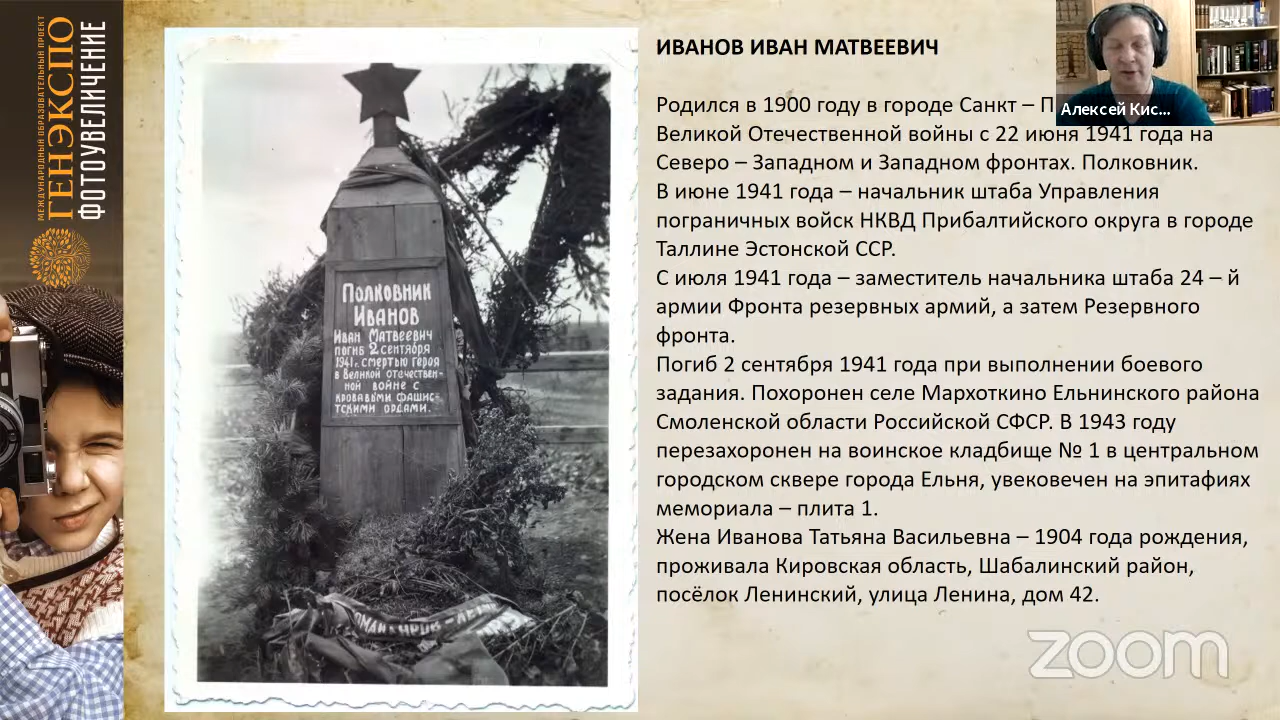 МЕЖДУНАРОДНЫЙ ОБРАЗОВАТЕЛЬНЫЙ ПРОЕКТ
ГЕНЭКСПО
ФОТОУВЕЛИЧЕНИЕ
ПОЛКОВНИК
ИВАНОВ
ИВАН МАТВЕЕВИЧ
ПОГИБ 2 СЕНТЯБРЯ
1941 г. СМЕРТЬЮ ГЕРОЯ
В ВЕЛИКОЙ ОТЕЧЕСТВЕН-
НОЙ ВОЙНЕ С
КРОВАВЫМИ ФАШИС-
ТСКИМИ ОРДАМИ.
ИВАНОВ ИВАН МАТВЕЕВИЧ
Родился в 1900 году в городе Санкт –
Великой Отечественной войны с 22 июня 1941 года на
Северо – Западном и Западном фронтах. Полковник.
В июне 1941 года – начальник штаба Управления
пограничных войск НКВД Прибалтийского округа в городе
Таллине Эстонской ССР.
С июля 1941 года – заместитель начальника штаба 24 – й
армии Фронта резервных армий, а затем Резервного
фронта.
Погиб 2 сентября 1941 года при выполнении боевого
задания. Похоронен селе Мархоткино Ельнинского района
Смоленской области Российской СФСР. В 1943 году
перезахоронен на воинское кладбище № 1 в центральном
городском сквере города Ельня, увековечен на эпитафиях
мемориала – плита 1.
Жена Иванова Татьяна Васильевна – 1904 года рождения,
проживала Кировская область, Шабалинский район,
посёлок Ленинский, улица Ленина, дом 42.
Алексей Кис...
zoom